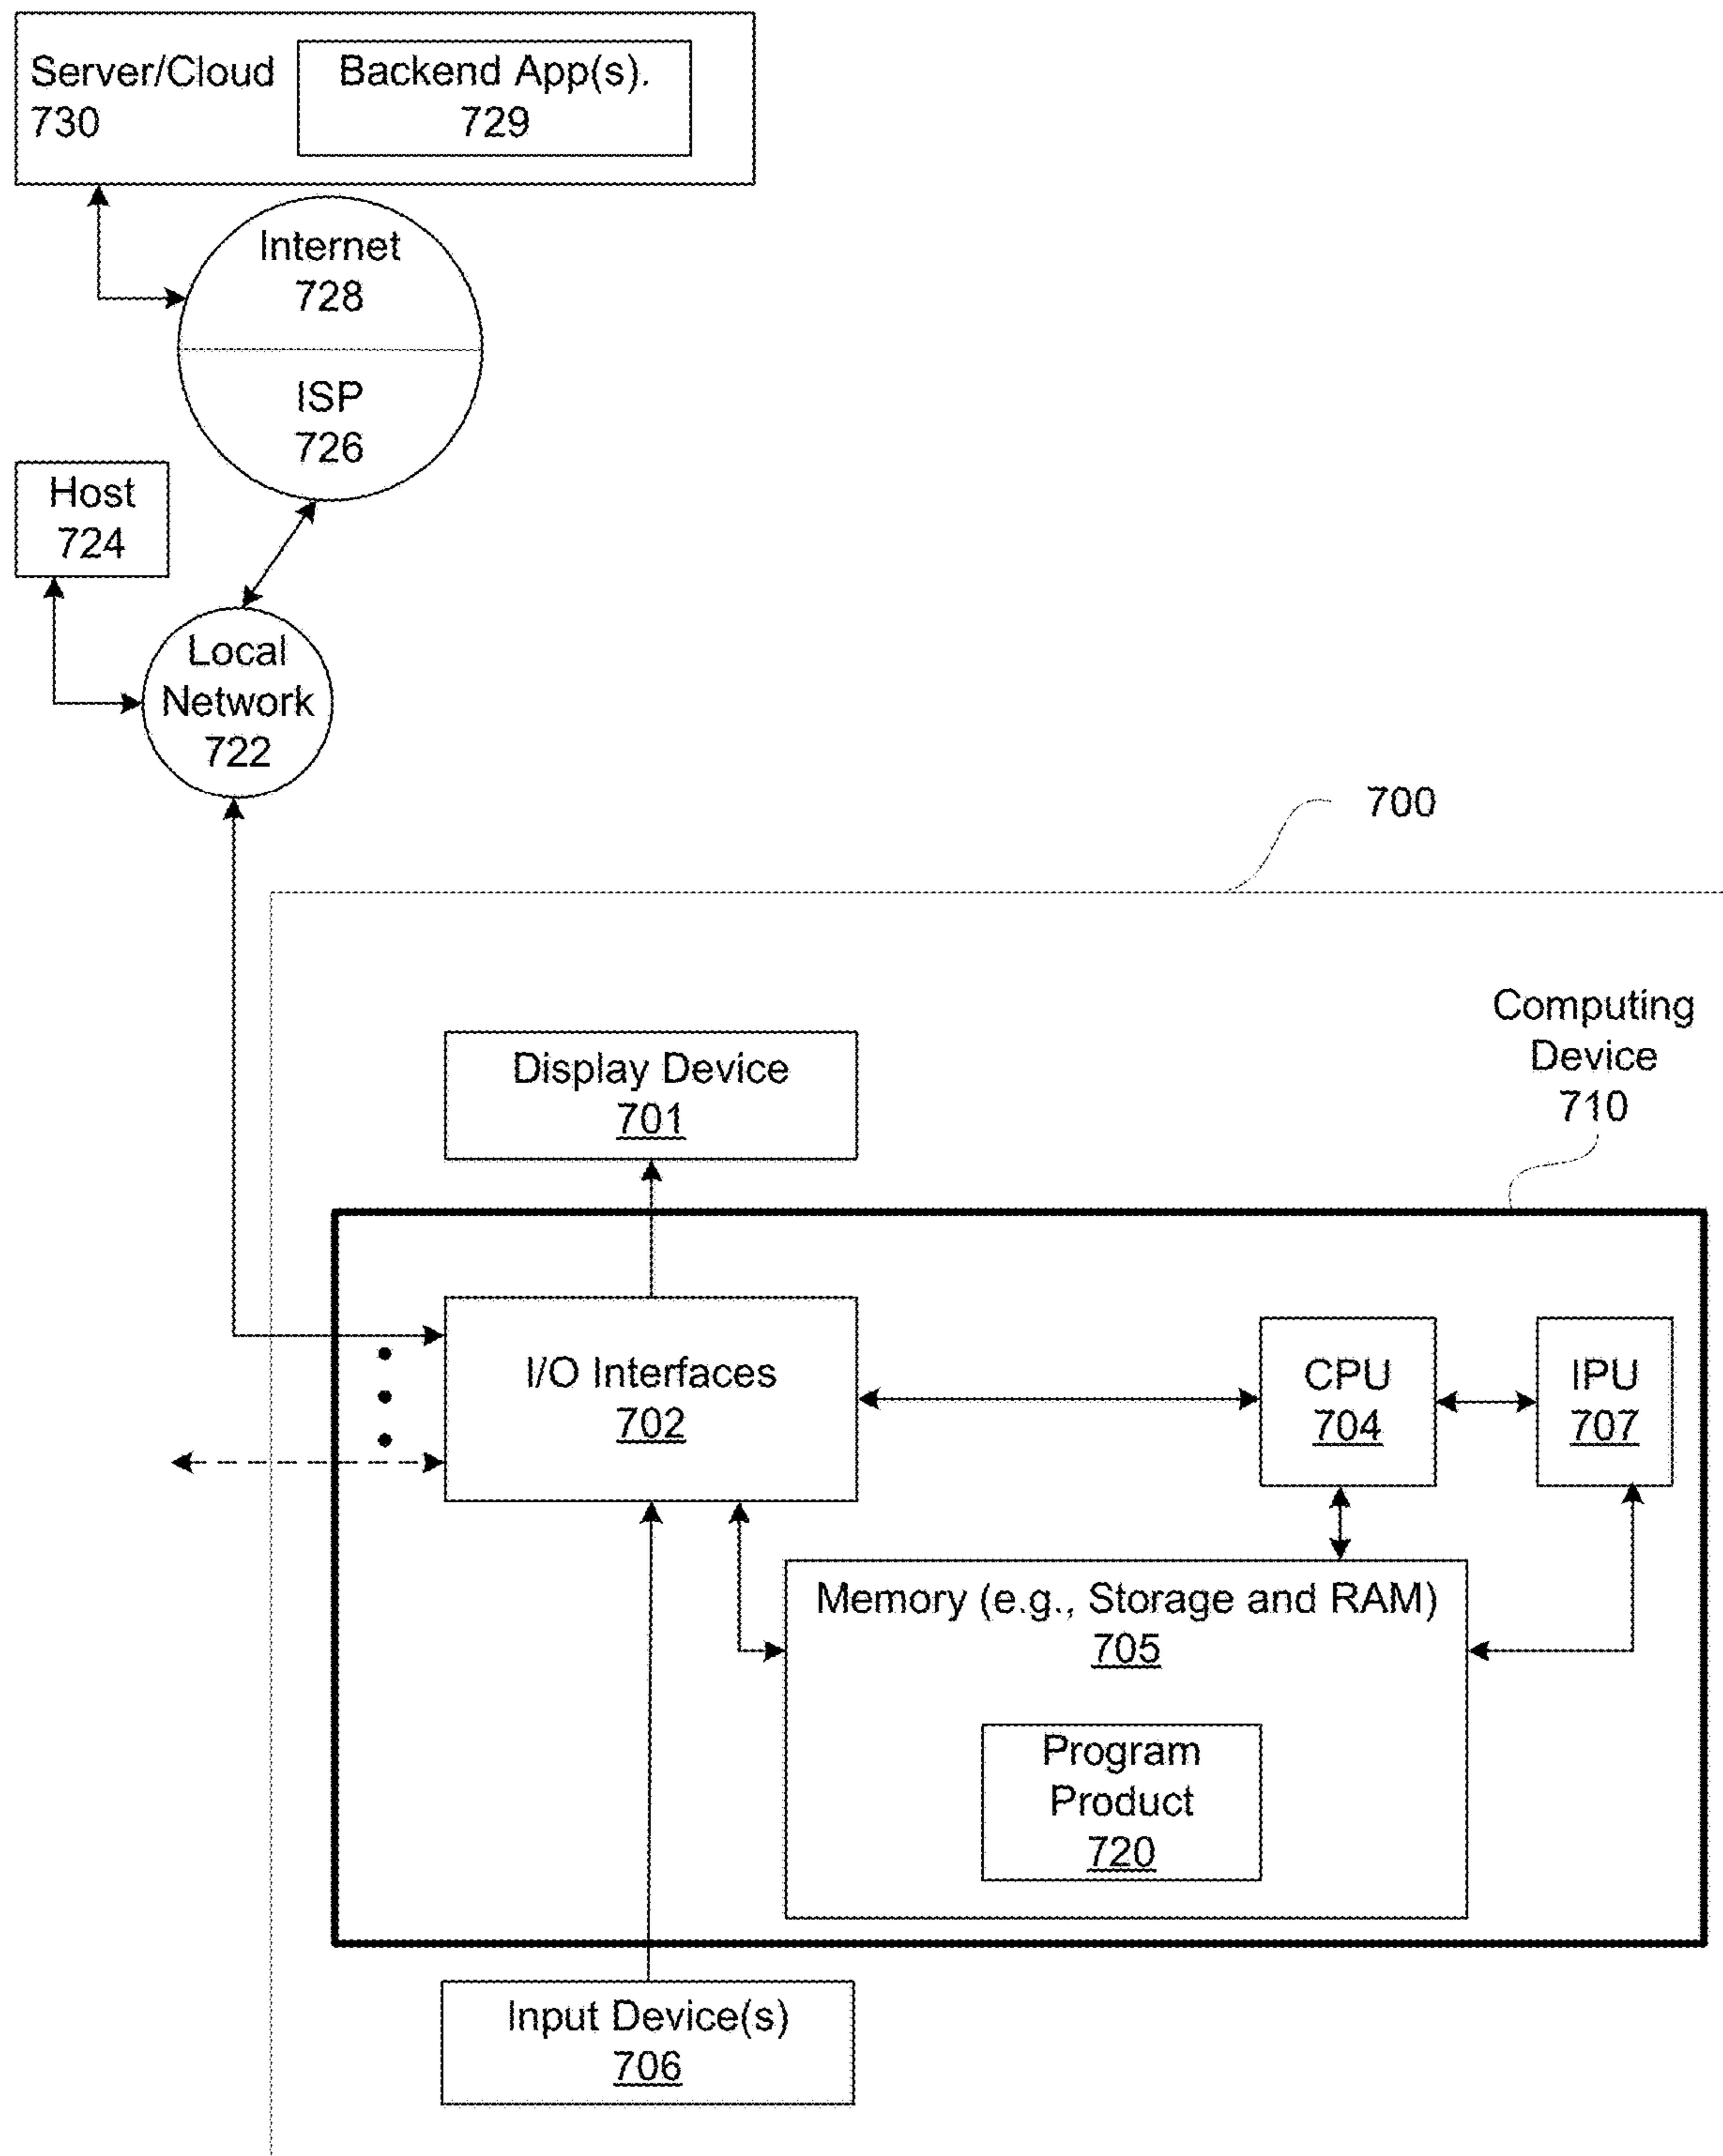 Server/Cloud
730
Backend App(s).
729
Internet
728
ISP
726
Host
724
Local
Network
722
700
Computing
Device
710
Display Device
701
I/O Interfaces
702
CPU
704
IPU
707
Memory (e.g., Storage and RAM)
705
Program
Product
720
Input Device(s)
706